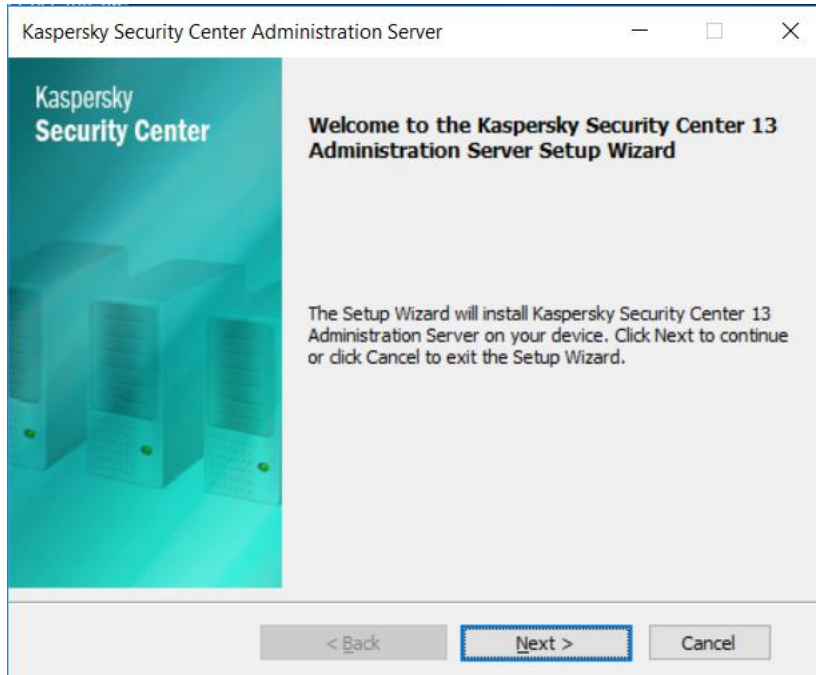 Kaspersky Security Center Administration Server
Kaspersky
Security Center
Welcome to the Kaspersky Security Center 13
Administration Server Setup Wizard
The Setup Wizard will install Kaspersky Security Center 13
Administration Server on your device. Click Next to continue
or click Cancel to exit the Setup Wizard.
< Back
Next >
Cancel